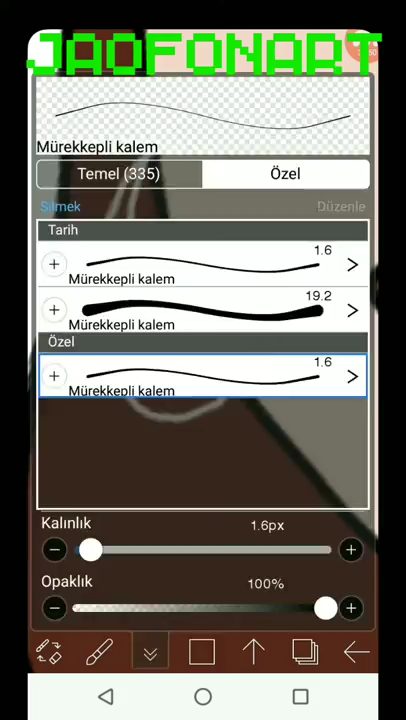 JAOFONART
Mürekkepli kalem
Temel (335)
Özel
Silmek
Düzenle
Tarih
1.6
Mürekkepli kalem
19.2
Mürekkepli kalem
Özel
1.6
Mürekkepli kalem
Kalınlık
1.6px
Opaklık
100%